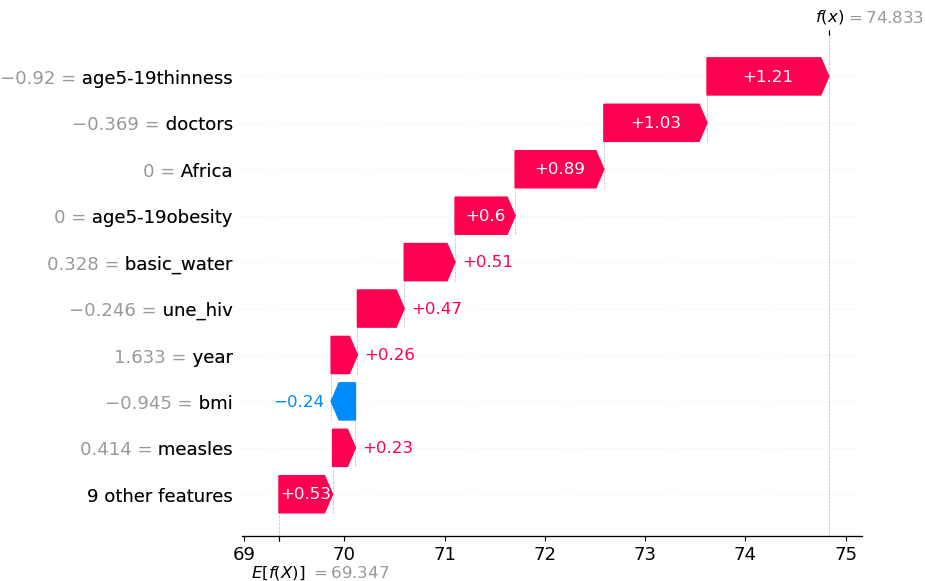 f(x) = 74.833
−0.92 = age5-19thinness +1.21
−0.369 = doctors +1.03
0 = Africa +0.89
0 = age5-19obesity +0.6
0.328 = basic_water +0.51
−0.246 = une_hiv +0.47
1.633 = year +0.26
−0.945 = bmi −0.24
0.414 = measles +0.23
9 other features +0.53
69 70 71 72 73 74 75
E[f(X)] = 69.347